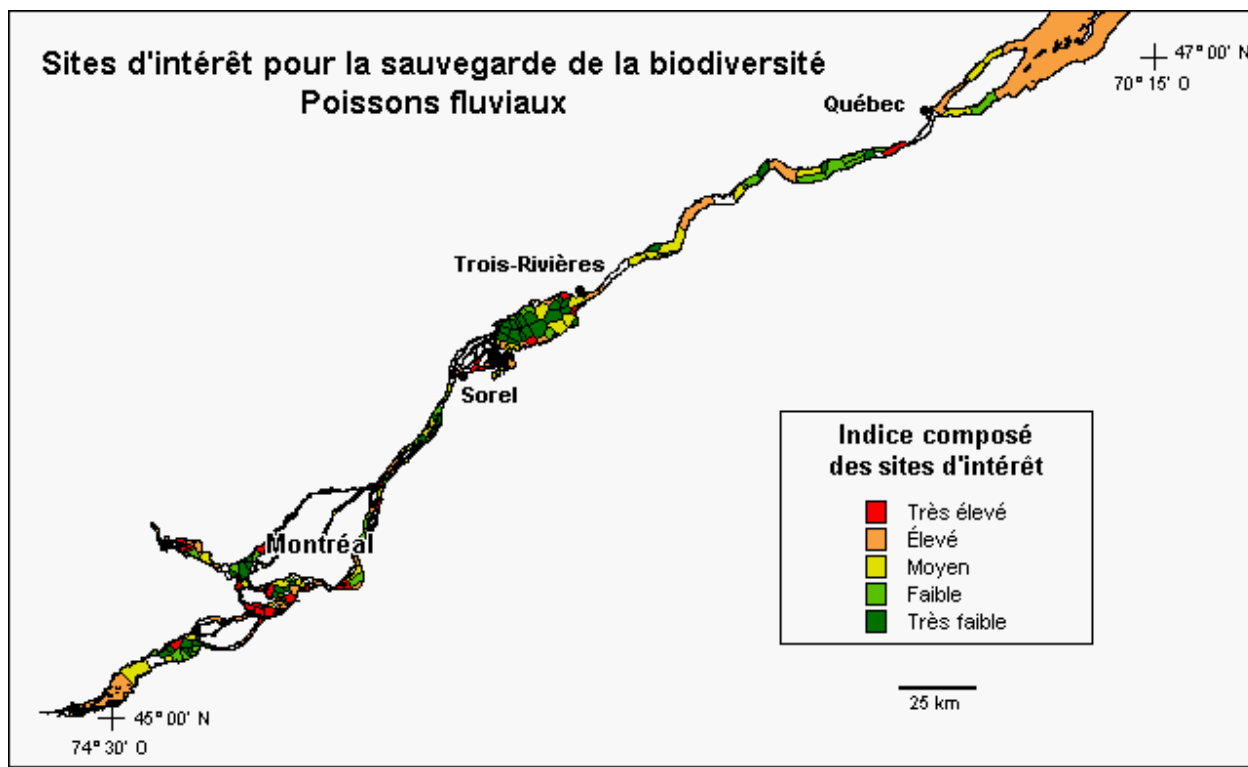 Sites d'intérêt pour la sauvegarde de la biodiversité
Poissons fluviaux
47° 00' N
70° 15' O
Québec
Trois-Rivières
Sorel
Montréal
Indice composé
des sites d'intérêt
Très élevé
Élevé
Moyen
Faible
Très faible
25 km
45° 00' N
74° 30' O